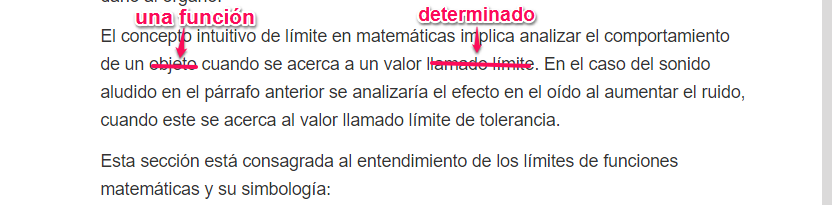 una función
determinado
El concepto intuitivo de límite en matemáticas implica analizar el comportamiento
de un objeto cuando se acerca a un valor llamado límite. En el caso del sonido
aludido en el párrafo anterior se analizaría el efecto en el oído al aumentar el ruido,
cuando este se acerca al valor llamado límite de tolerancia.
Esta sección está consagrada al entendimiento de los límites de funciones
matemáticas y su simbología: